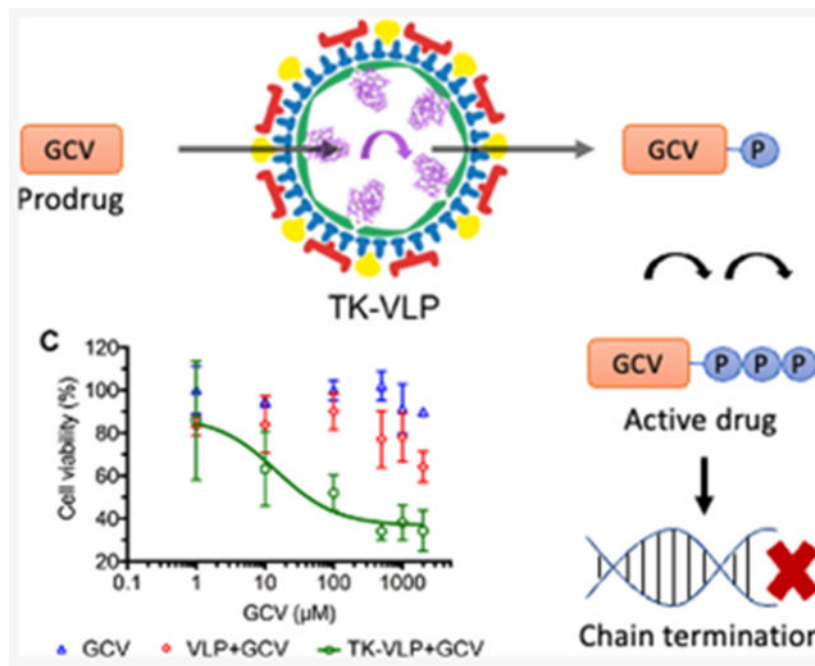 GCV
Prodrug
TK-VLP
GCV P
GCV P P P
Active drug
Chain termination
C
Cell viability (%)
120
100
80
60
40
20
0.1 1 10 100 1000
GCV (µM)
GCV VLP+GCV TK-VLP+GCV